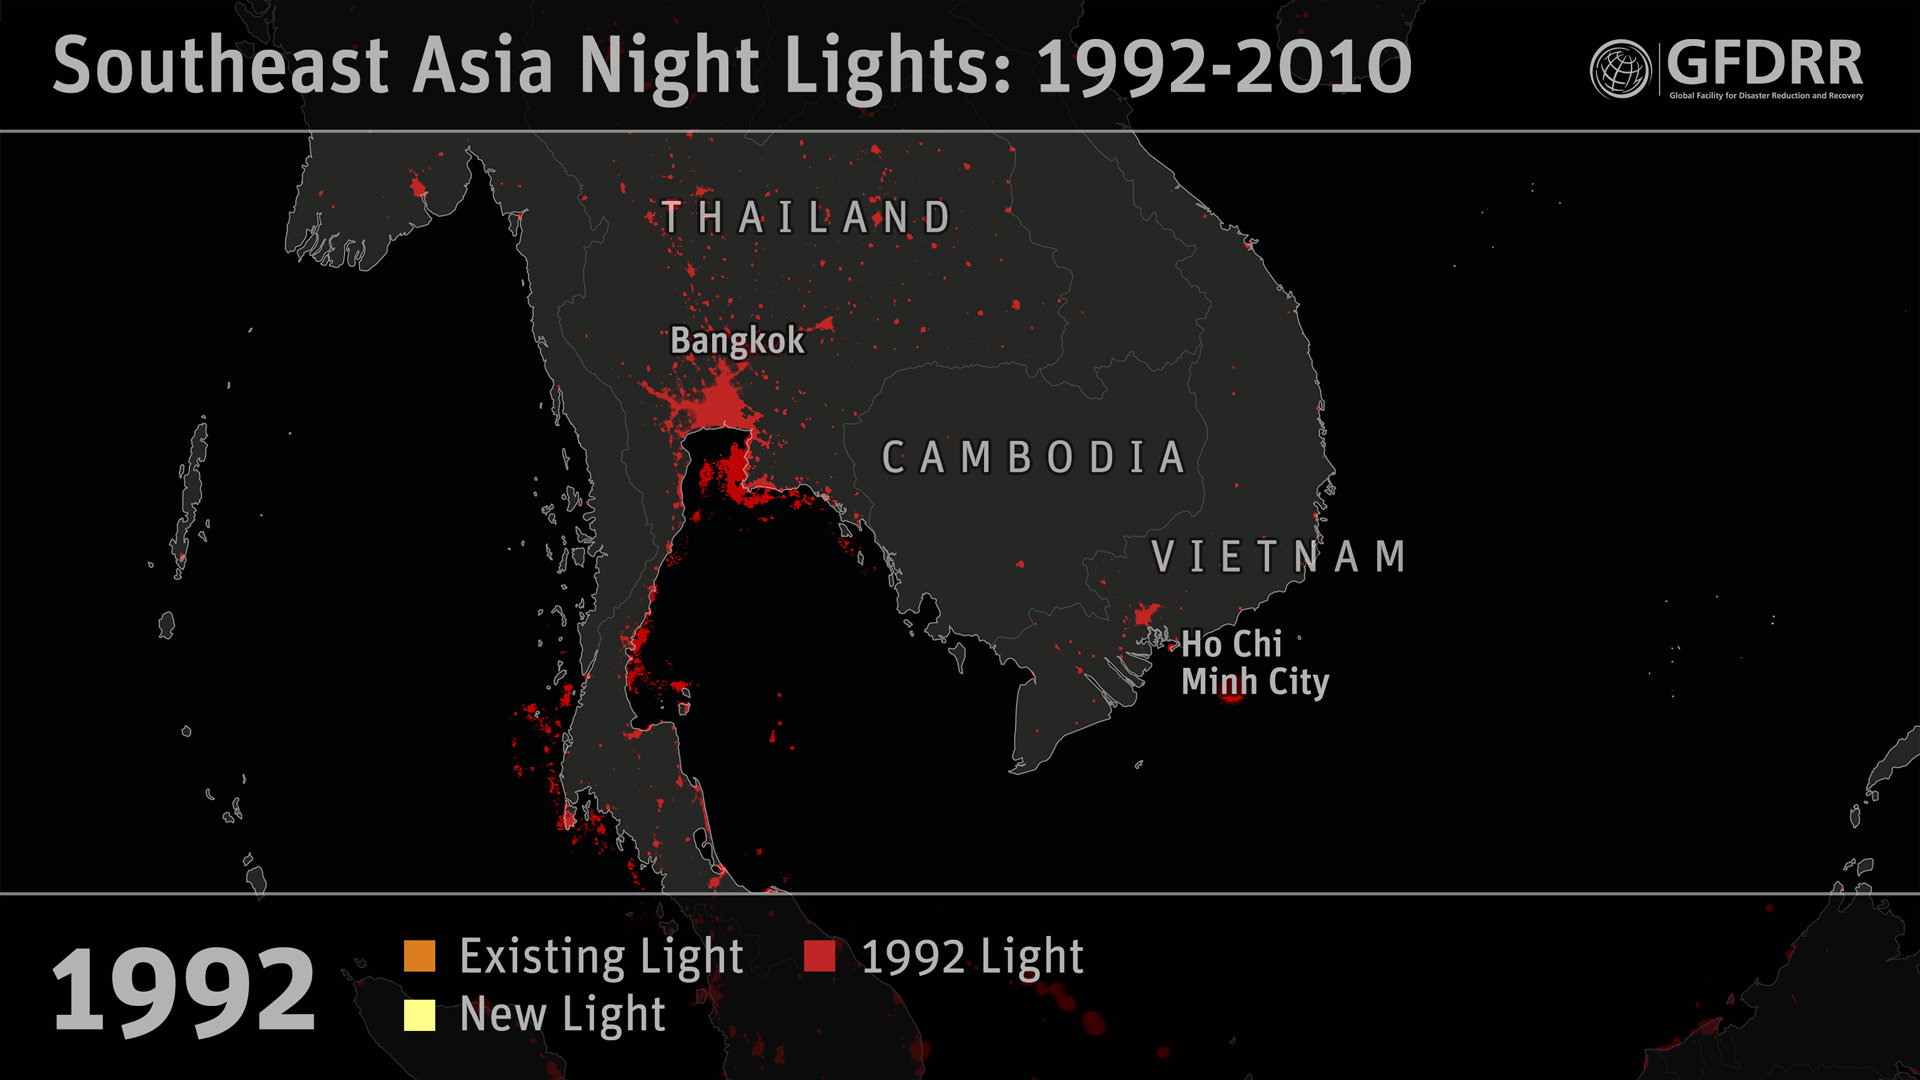 Southeast Asia Night Lights: 1992-2010
GFDRR
Global Facility for Disaster Reduction and Recovery
THAILAND
Bangkok
CAMBODIA
VIETNAM
Ho Chi
Minh City
1992
Existing Light
1992 Light
New Light